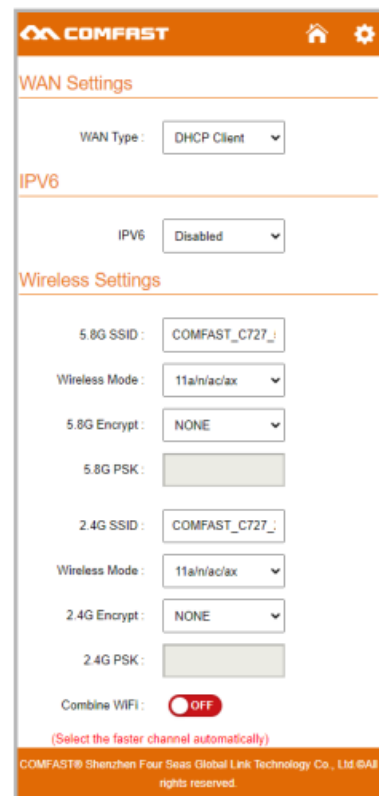 COMFAST
WAN Settings
WAN Type : DHCP Client
IPV6
IPV6 Disabled
Wireless Settings
5.8G SSID : COMFAST_C727_
Wireless Mode : 11a/n/ac/ax
5.8G Encrypt : NONE
5.8G PSK :
2.4G SSID : COMFAST_C727_
Wireless Mode : 11a/n/ac/ax
2.4G Encrypt : NONE
2.4G PSK :
Combine WiFi : OFF
(Select the faster channel automatically)
COMFAST® Shenzhen Four Seas Global Link Technology Co., Ltd.©All
rights reserved.